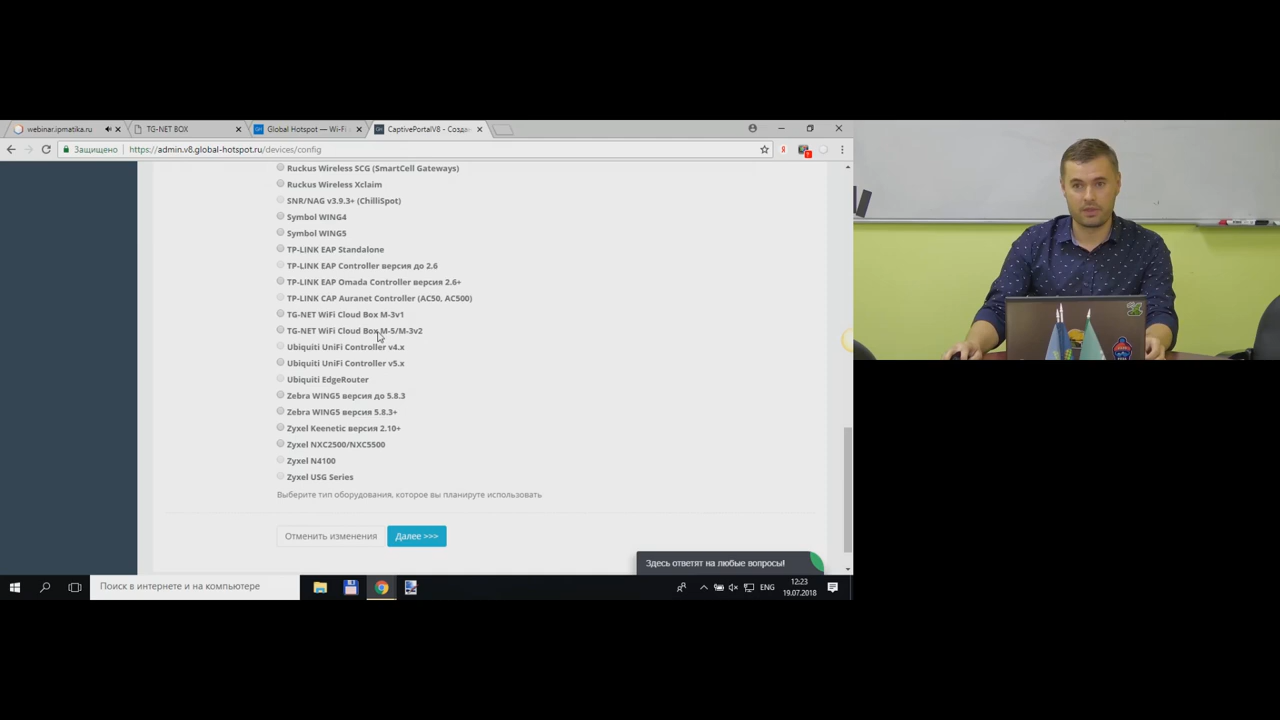 webinar.ipmatika.ru
TG-NET BOX
Global Hotspot — Wi-Fi
CaptivePortalV8 - Созда
Защищено
https://admin.v8.global-hotspot.ru/devices/config
Ruckus Wireless SCG (SmartCell Gateways)
Ruckus Wireless Xclaim
SNR/NAG v3.9.3+ (ChilliSpot)
Symbol WING4
Symbol WING5
TP-LINK EAP Standalone
TP-LINK EAP Controller версия до 2.6
TP-LINK EAP Omada Controller версия 2.6+
TP-LINK CAP Auranet Controller (AC50, AC500)
TG-NET WiFi Cloud Box M-3v1
TG-NET WiFi Cloud Box M-5/M-3v2
Ubiquiti UniFi Controller v4.x
Ubiquiti UniFi Controller v5.x
Ubiquiti EdgeRouter
Zebra WING5 версия до 5.8.3
Zebra WING5 версия 5.8.3+
Zyxel Keenetic версия 2.10+
Zyxel NXC2500/NXC5500
Zyxel N4100
Zyxel USG Series
Выберите тип оборудования, которое вы планируте использовать
Отменить изменения
Далее >>>
Здесь ответят на любые вопросы!
Поиск в интернете и на компьютере
ENG
12:23
19.07.2018